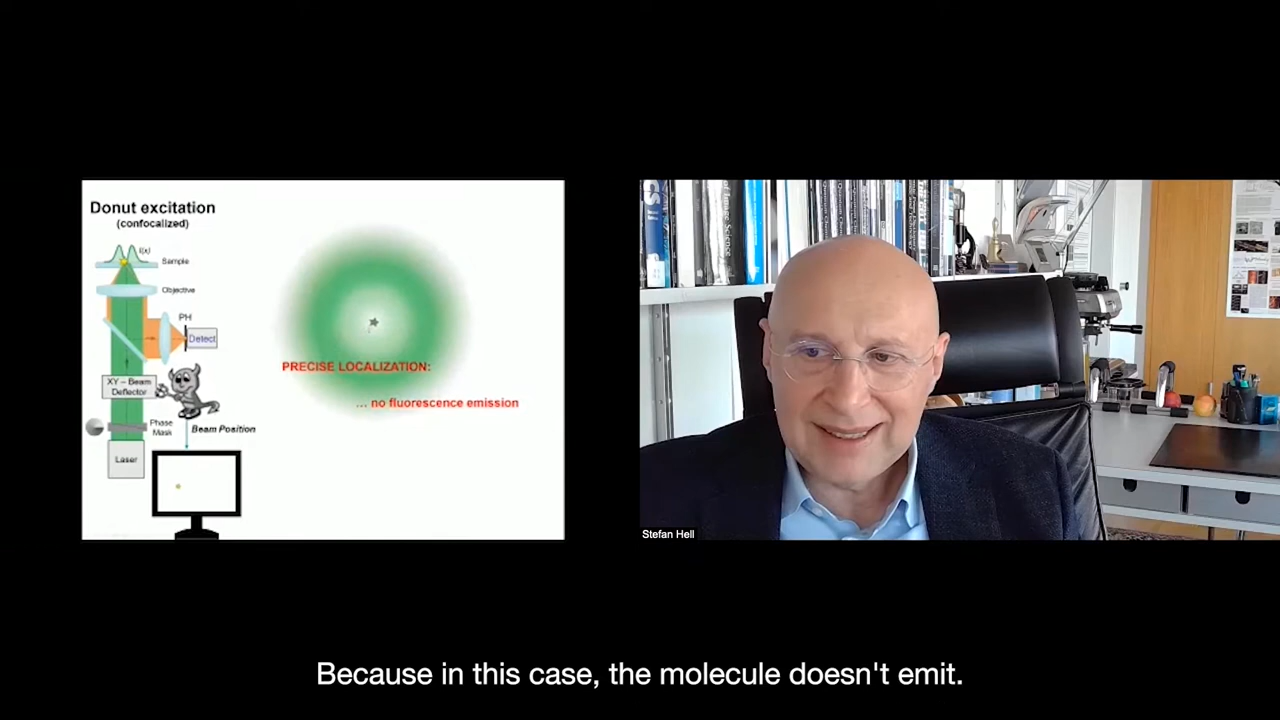 Donut excitation
(confocalized)
I(x)
Sample
Objective
PH
Detect
XY – Beam
Deflector
Phase
Mask
Beam Position
Laser
PRECISE LOCALIZATION:
... no fluorescence emission
Stefan Hell
Because in this case, the molecule doesn't emit.